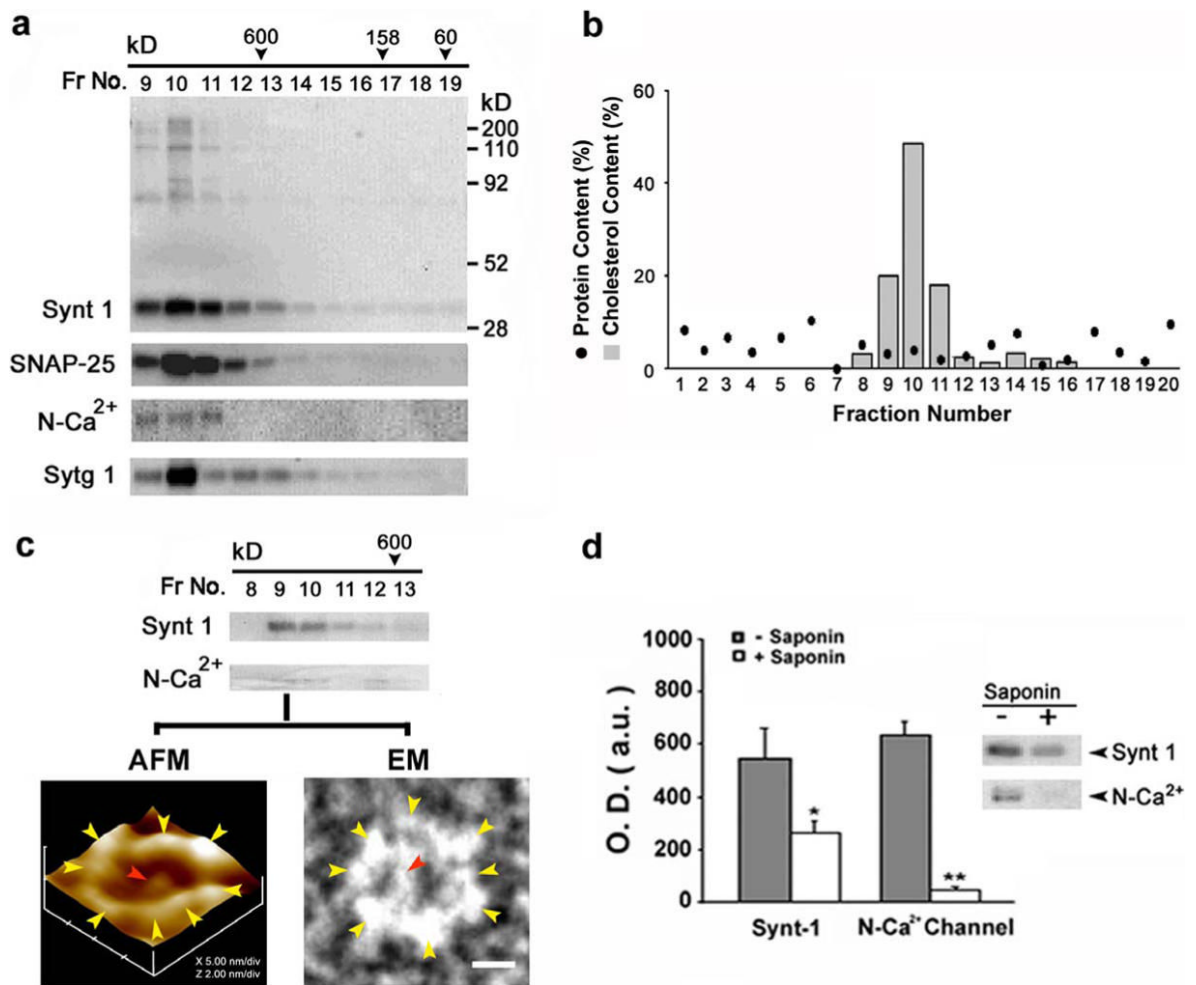 a
kD 600 158 60
Fr No. 9 10 11 12 13 14 15 16 17 18 19
kD
200
110
92
52
Synt 1
28
SNAP-25
N-Ca2+
Sytg 1
b
Protein Content (%)
Cholesterol Content (%)
60
40
20
0
1 2 3 4 5 6 7 8 9 10 11 12 13 14 15 16 17 18 19 20
Fraction Number
c
kD 600
Fr No. 8 9 10 11 12 13
Synt 1
N-Ca2+
AFM EM
X 5.00 nm/div
Z 2.00 nm/div
d
O. D. ( a.u. )
1000
800
600
400
200
0
- Saponin
+ Saponin
*
**
Synt-1 N-Ca2+ Channel
Saponin
- +
Synt 1
N-Ca2+